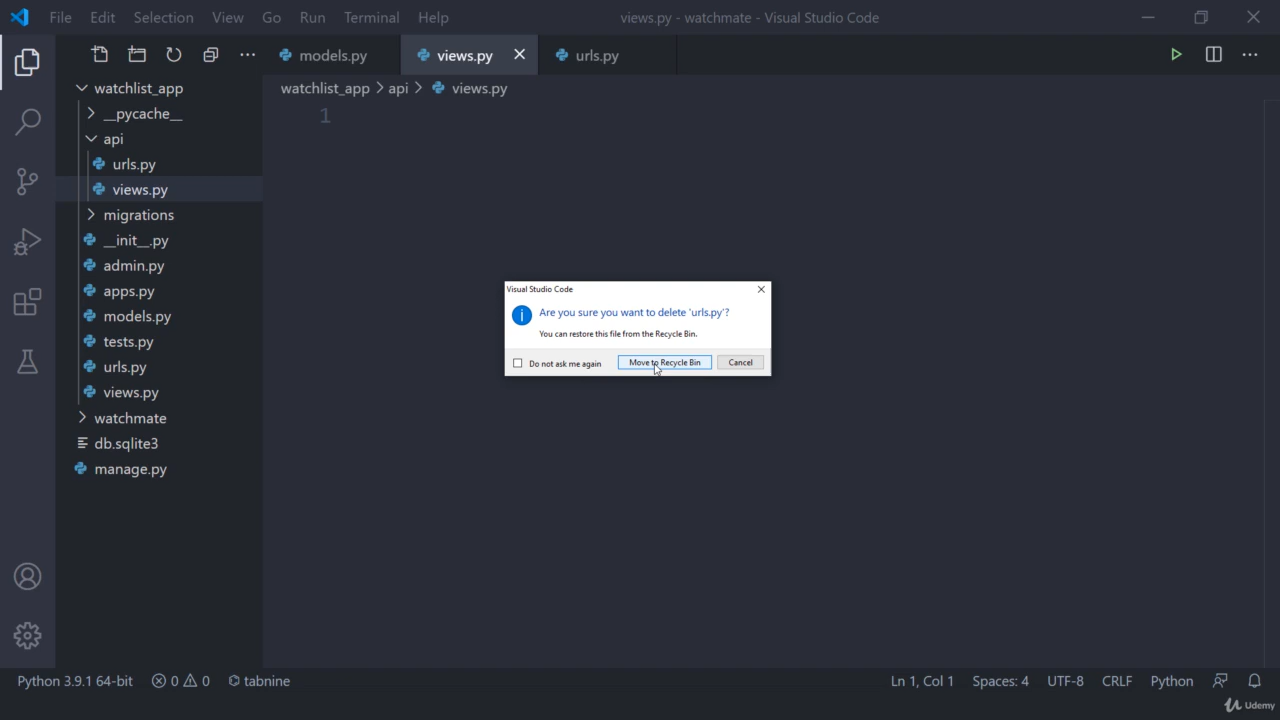 File Edit Selection View Go Run Terminal Help
views.py - watchmate - Visual Studio Code
models.py views.py urls.py
watchlist_app
watchlist_app api views.py
__pycache__
1
api
urls.py
views.py
migrations
__init__.py
admin.py
apps.py
models.py
tests.py
urls.py
views.py
watchmate
db.sqlite3
manage.py
Visual Studio Code
Are you sure you want to delete 'urls.py'?
You can restore this file from the Recycle Bin.
Do not ask me again Move to Recycle Bin Cancel
Python 3.9.1 64-bit 0 0 tabnine Ln 1, Col 1 Spaces: 4 UTF-8 CRLF Python
Udemy